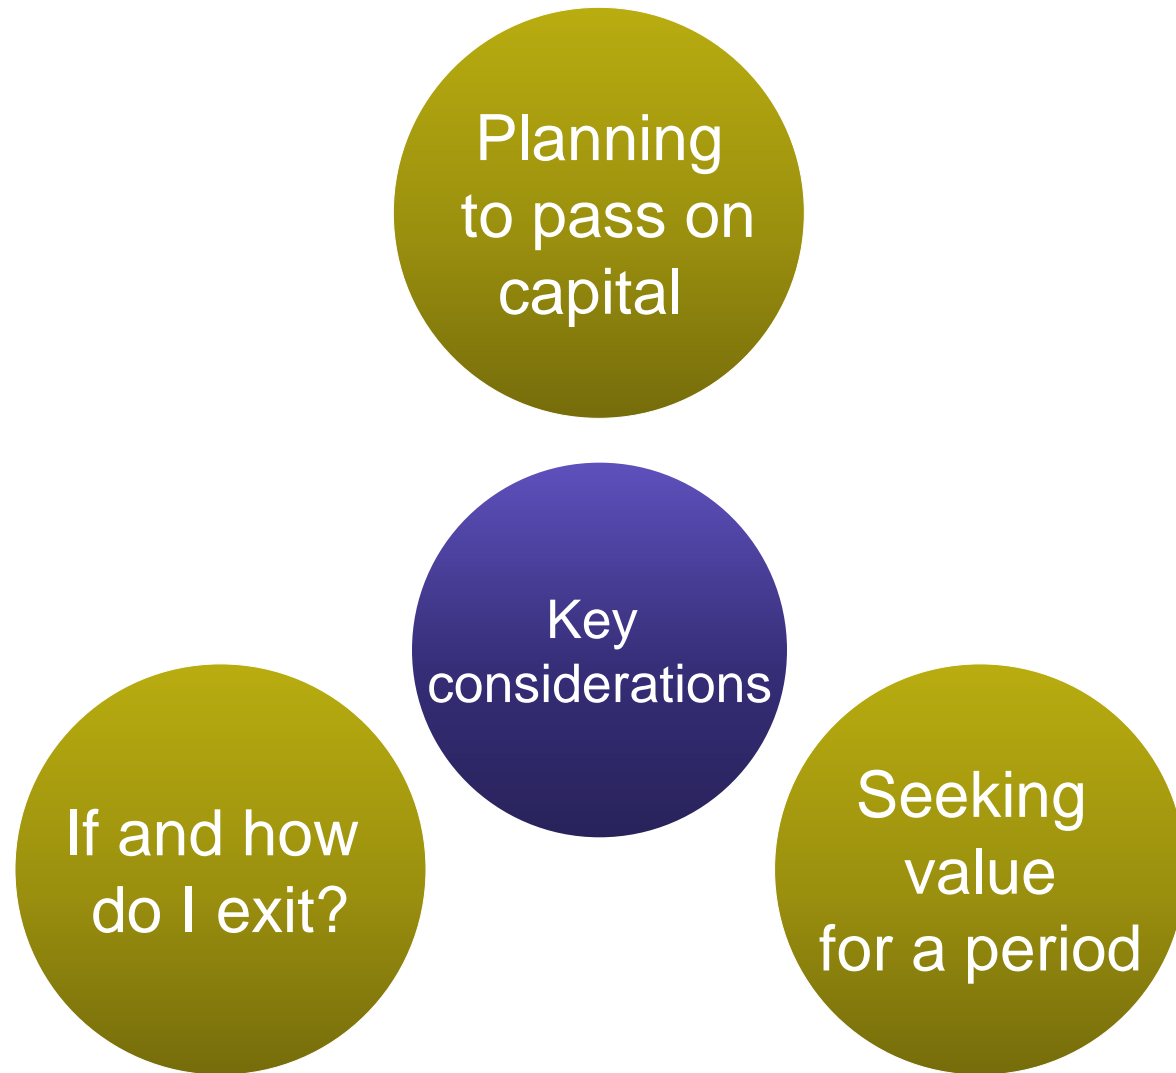 Planning
to pass on
capital
Key
considerations
If and how
do I exit?
Seeking
value
for a period